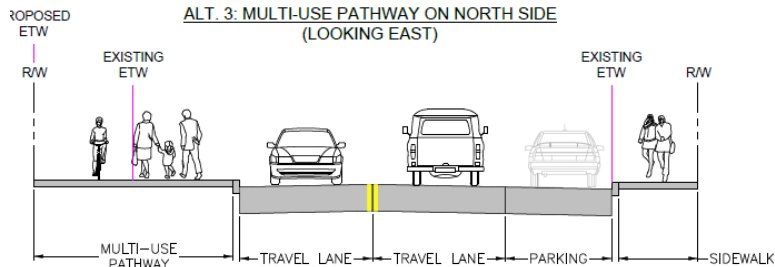 ALT. 3: MULTI-USE PATHWAY ON NORTH SIDE
(LOOKING EAST)
ROPOSED
ETW
R/W
EXISTING
ETW
EXISTING
ETW
R/W
MULTI-USE
PATHWAY
TRAVEL LANE
TRAVEL LANE
PARKING
SIDEWALK